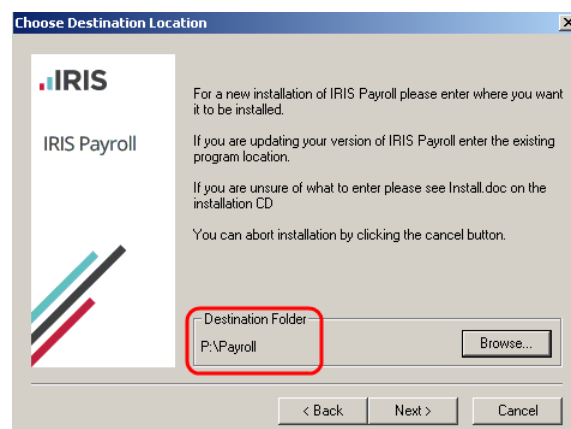 Choose Destination Location
IRIS
IRIS Payroll
For a new installation of IRIS Payroll please enter where you want
it to be installed.
If you are updating your version of IRIS Payroll enter the existing
program location.
If you are unsure of what to enter please see Install.doc on the
installation CD
You can abort installation by clicking the cancel button.
Destination Folder
P:\Payroll
Browse...
< Back
Next >
Cancel